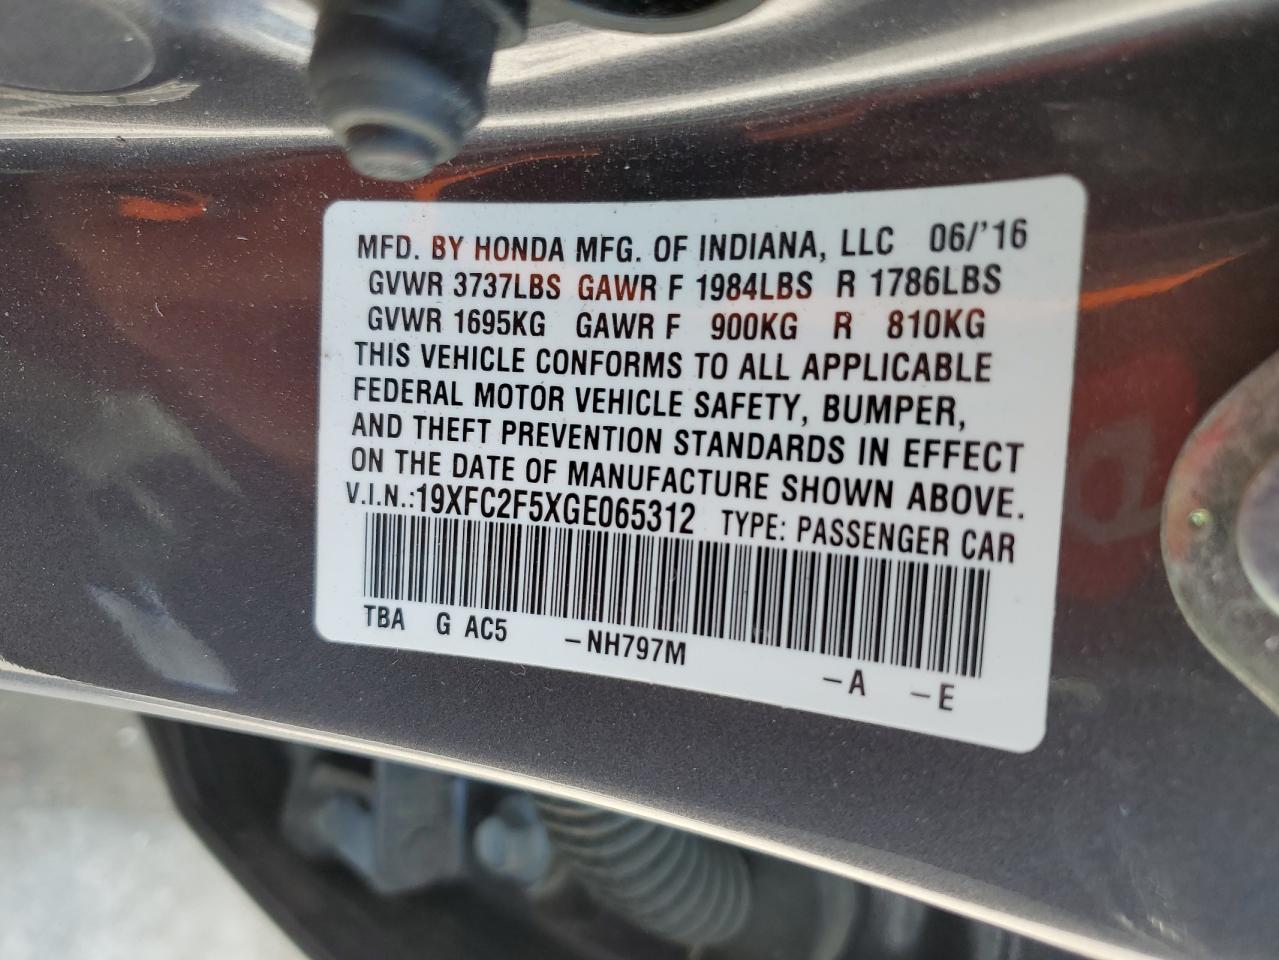 MFD. BY HONDA MFG. OF INDIANA, LLC 06/'16
GVWR 3737LBS GAWR F 1984LBS R 1786LBS
GVWR 1695KG GAWR F 900KG R 810KG
THIS VEHICLE CONFORMS TO ALL APPLICABLE
FEDERAL MOTOR VEHICLE SAFETY, BUMPER,
AND THEFT PREVENTION STANDARDS IN EFFECT
ON THE DATE OF MANUFACTURE SHOWN ABOVE.
V.I.N.:19XFC2F5XGE065312 TYPE: PASSENGER CAR
TBA G AC5 –NH797M –A –E